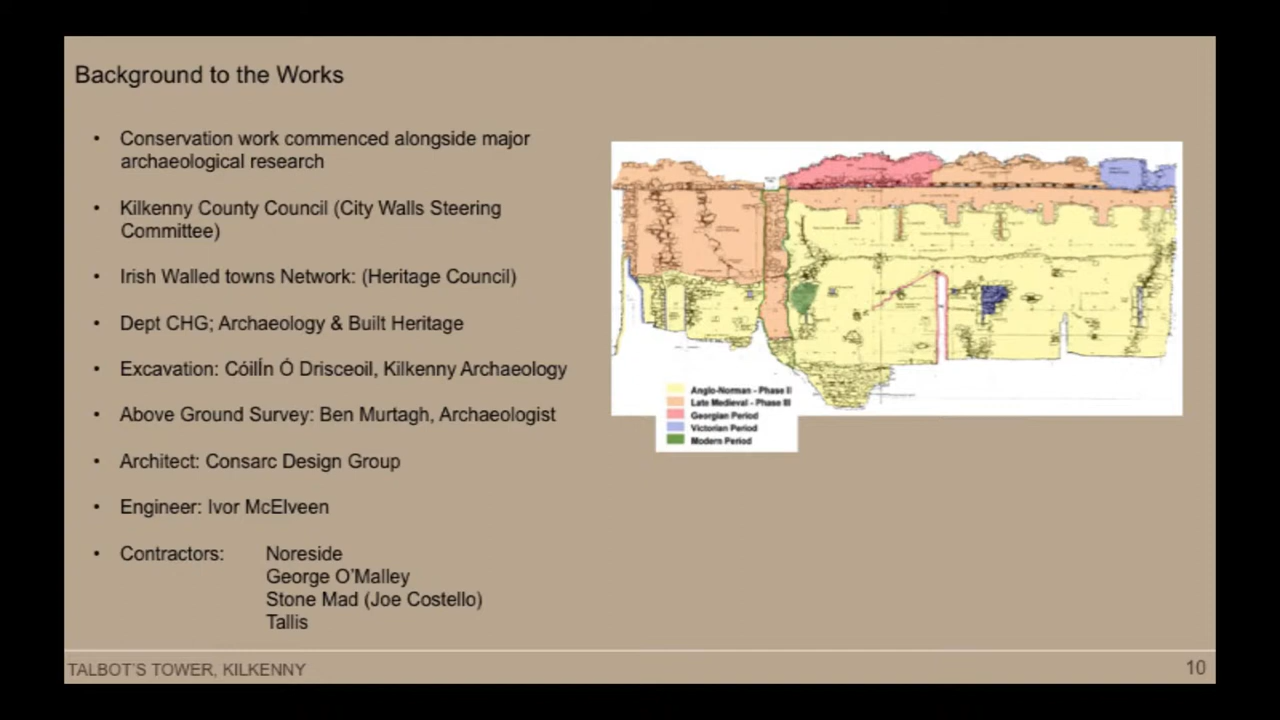 Background to the Works
• Conservation work commenced alongside major
archaeological research
• Kilkenny County Council (City Walls Steering
Committee)
• Irish Walled towns Network: (Heritage Council)
• Dept CHG; Archaeology & Built Heritage
• Excavation: CóilÍn Ó Drisceoil, Kilkenny Archaeology
• Above Ground Survey: Ben Murtagh, Archaeologist
• Architect: Consarc Design Group
• Engineer: Ivor McElveen
• Contractors: Noreside
George O’Malley
Stone Mad (Joe Costello)
Tallis
Anglo-Norman - Phase II
Late Medieval - Phase III
Georgian Period
Victorian Period
Modern Period
TALBOT’S TOWER, KILKENNY
10